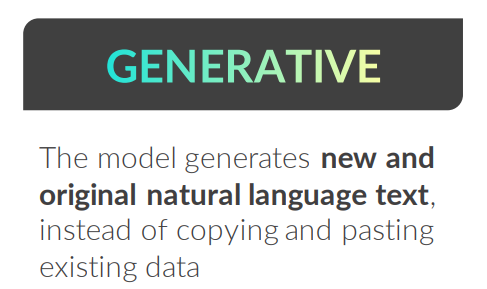 GENERATIVE
The model generates new and
original natural language text,
instead of copying and pasting
existing data